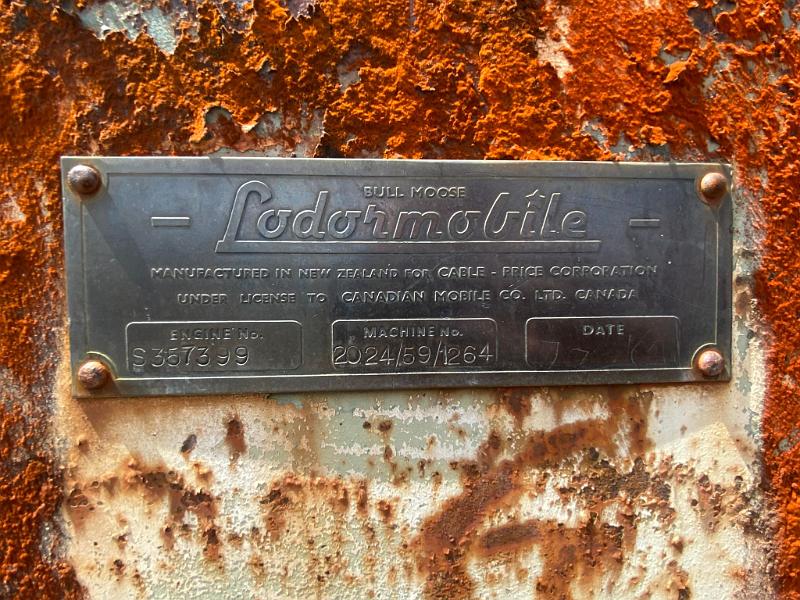 BULL MOOSE
Lodormobile
MANUFACTURED IN NEW ZEALAND FOR CABLE - PRICE CORPORATION
UNDER LICENSE TO CANADIAN MOBILE CO. LTD. CANADA
ENGINE No. MACHINE No. DATE
S357399 2024/59/1264